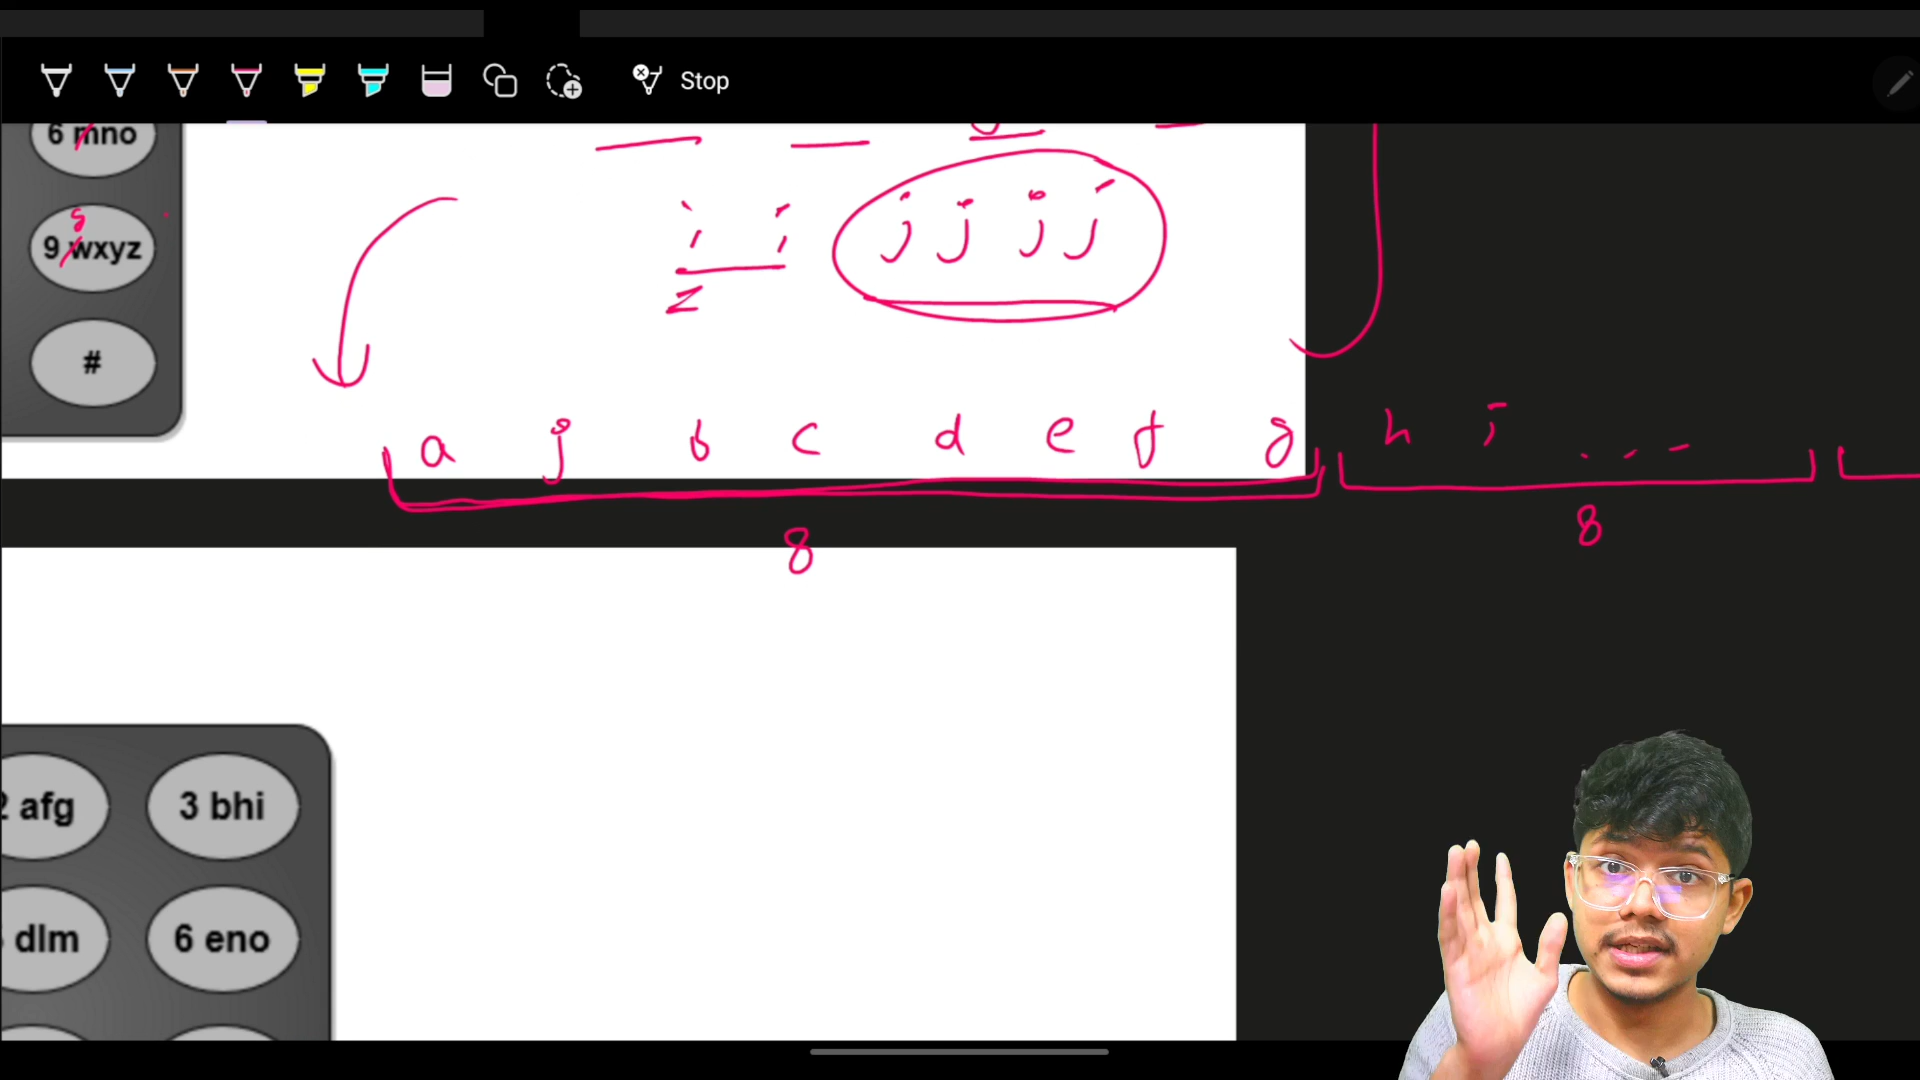 Stop
6 mno
s
9 wxyz
i i j j j j
z
#
a j b c d e f g h i ...
8 8
2 afg
3 bhi
dlm
6 eno